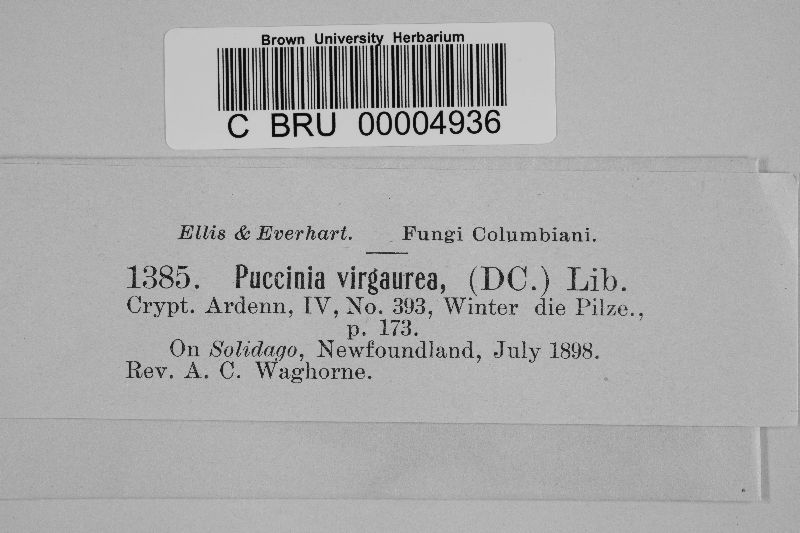 Brown University Herbarium
C BRU 00004936
Ellis & Everhart. Fungi Columbiani.
1385. Puccinia virgaurea, (DC.) Lib.
Crypt. Ardenn, IV, No. 393, Winter die Pilze.,
p. 173.
On Solidago, Newfoundland, July 1898.
Rev. A. C. Waghorne.